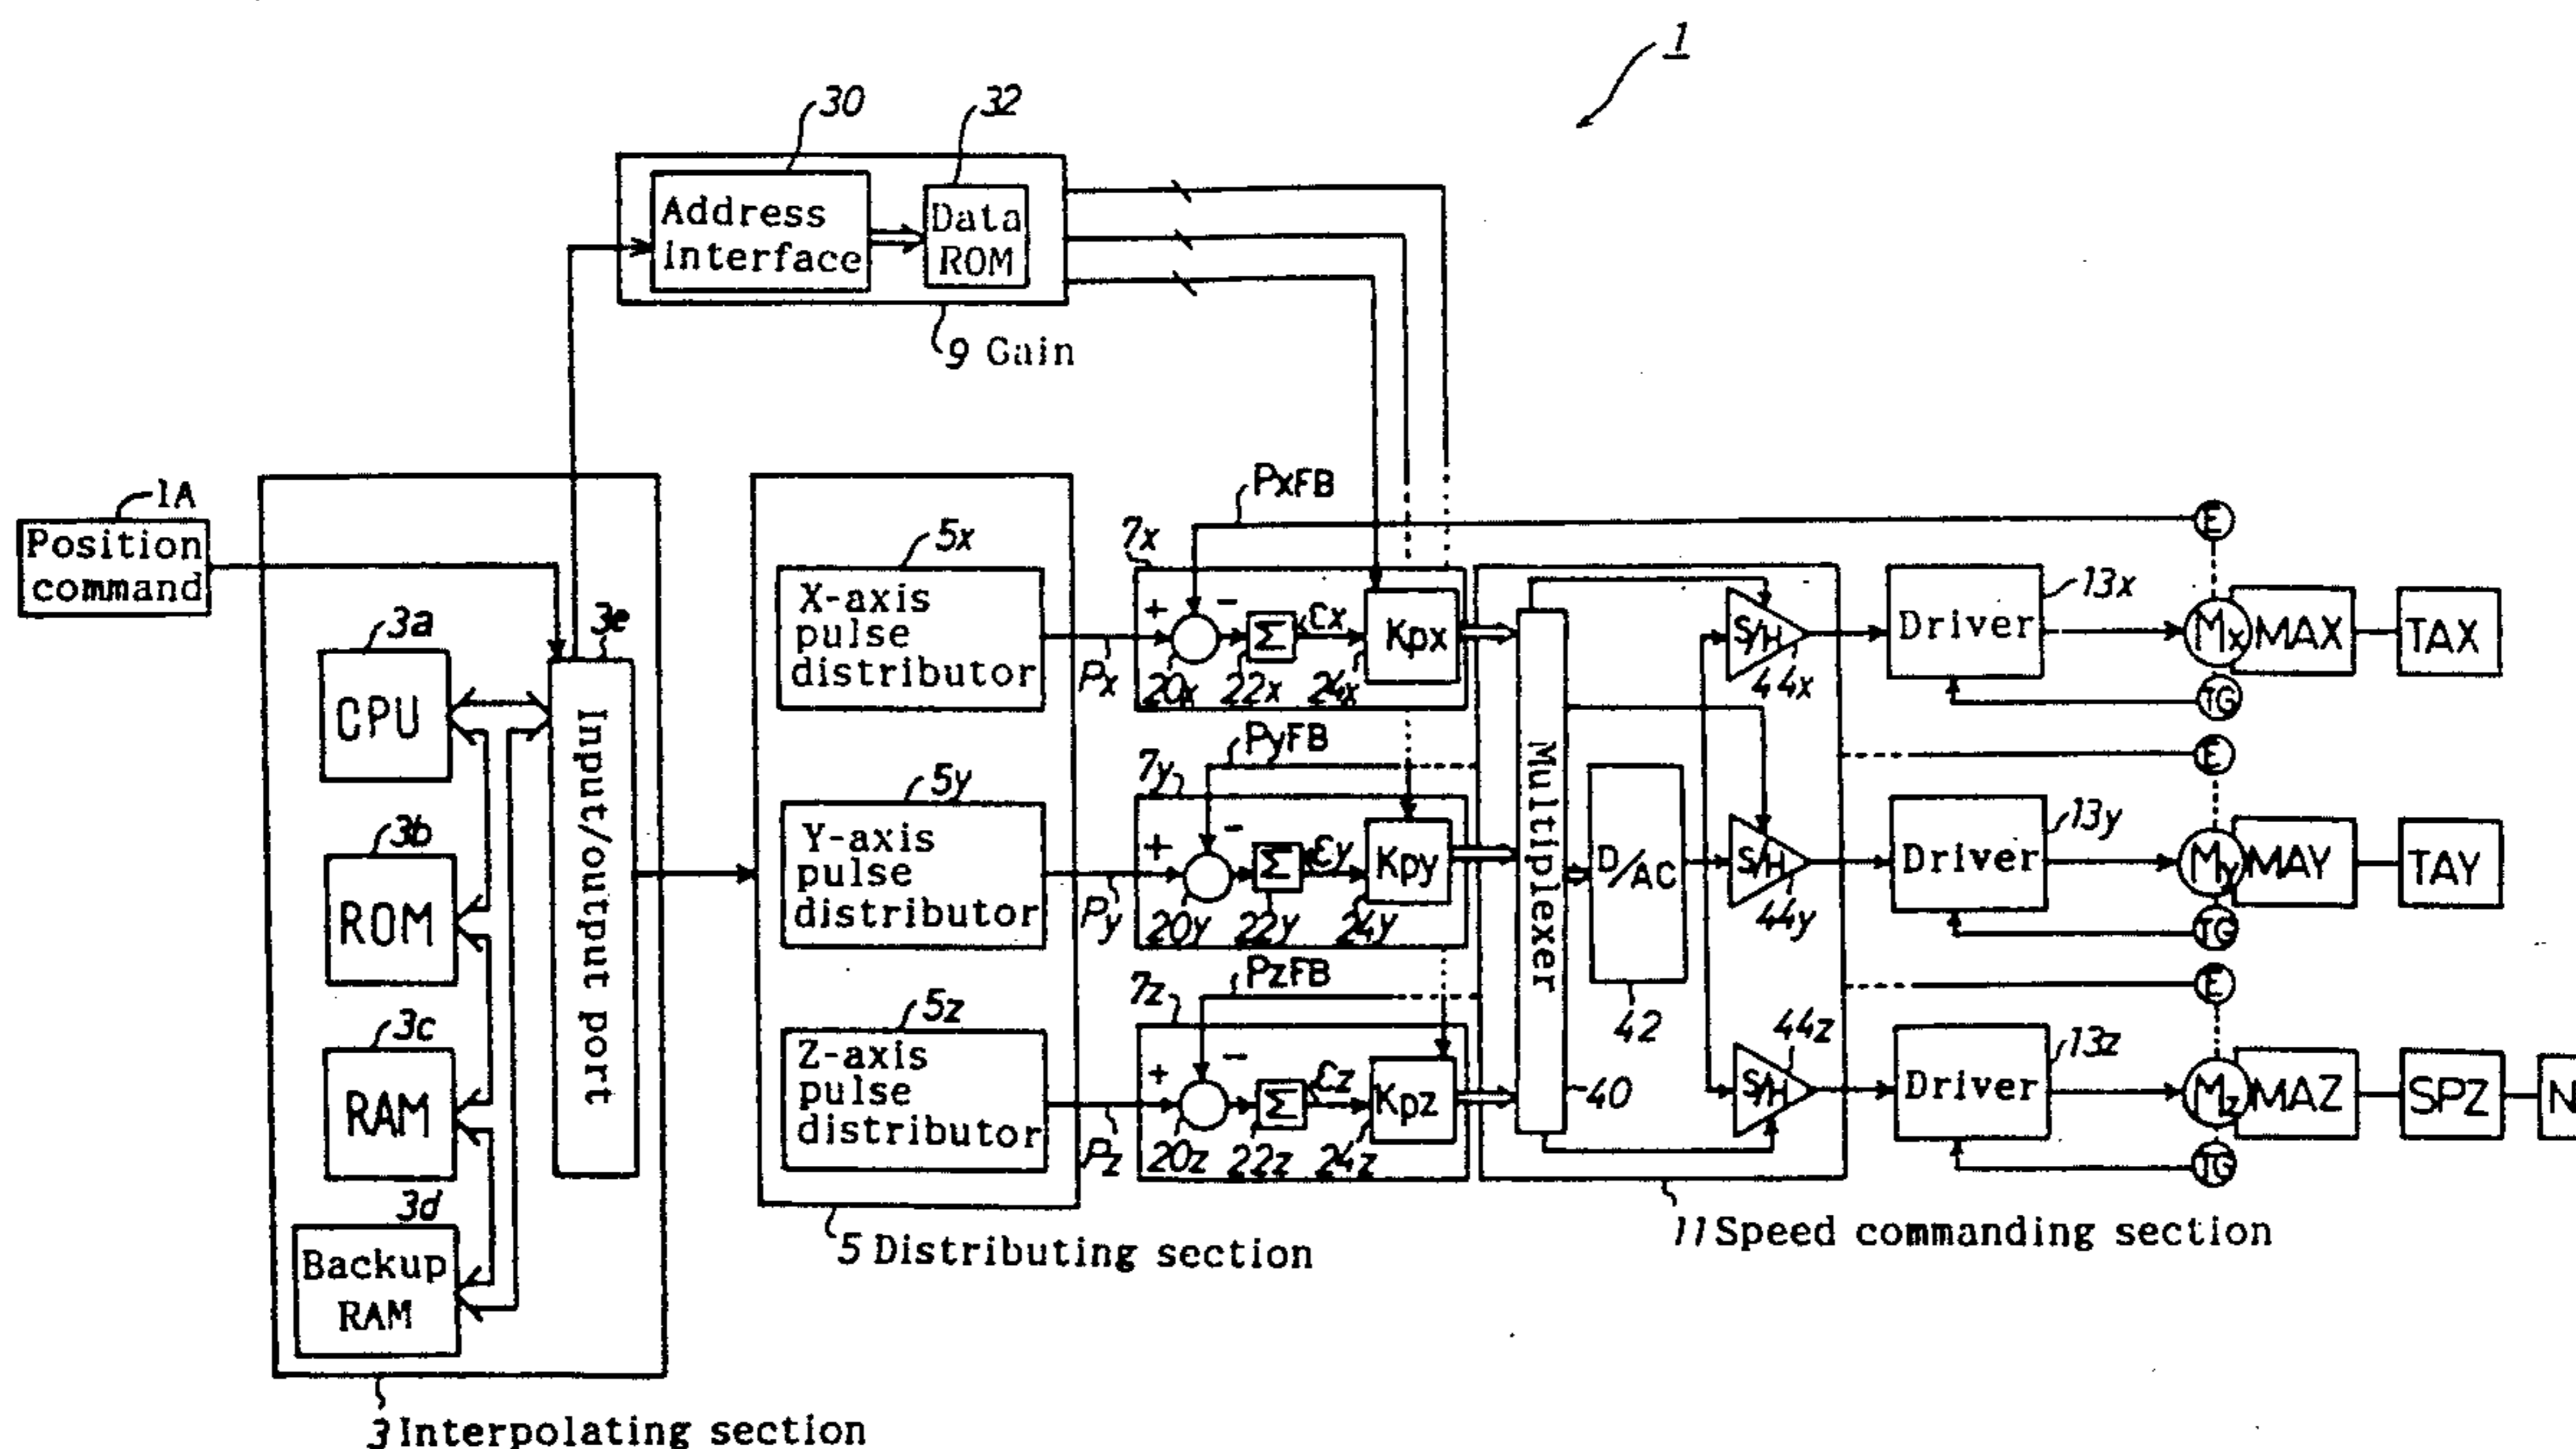 1
30
32
Address
Interface
Data
ROM
9 Gain
1A
Position
command
3a
CPU
3b
ROM
3c
RAM
3d
Backup
RAM
3e
Input/output port
3 Interpolating section
5x
X-axis
pulse
distributor
5y
Y-axis
pulse
distributor
5z
Z-axis
pulse
distributor
5 Distributing section
Px
Py
Pz
PxFB
7x
+
−
Σ
εx
Kpx
20x
22x
24x
PyFB
7y
+
−
Σ
εy
Kpy
20y
22y
24y
PzFB
7z
+
−
Σ
εz
Kpz
20z
22z
24z
Multiplexer
40
D/AC
42
S/H
44x
S/H
44y
S/H
44z
11 Speed commanding section
Driver
13x
E
Mx
MAX
TAX
TG
Driver
13y
E
My
MAY
TAY
TG
Driver
13z
E
Mz
MAZ
SPZ
N
TG